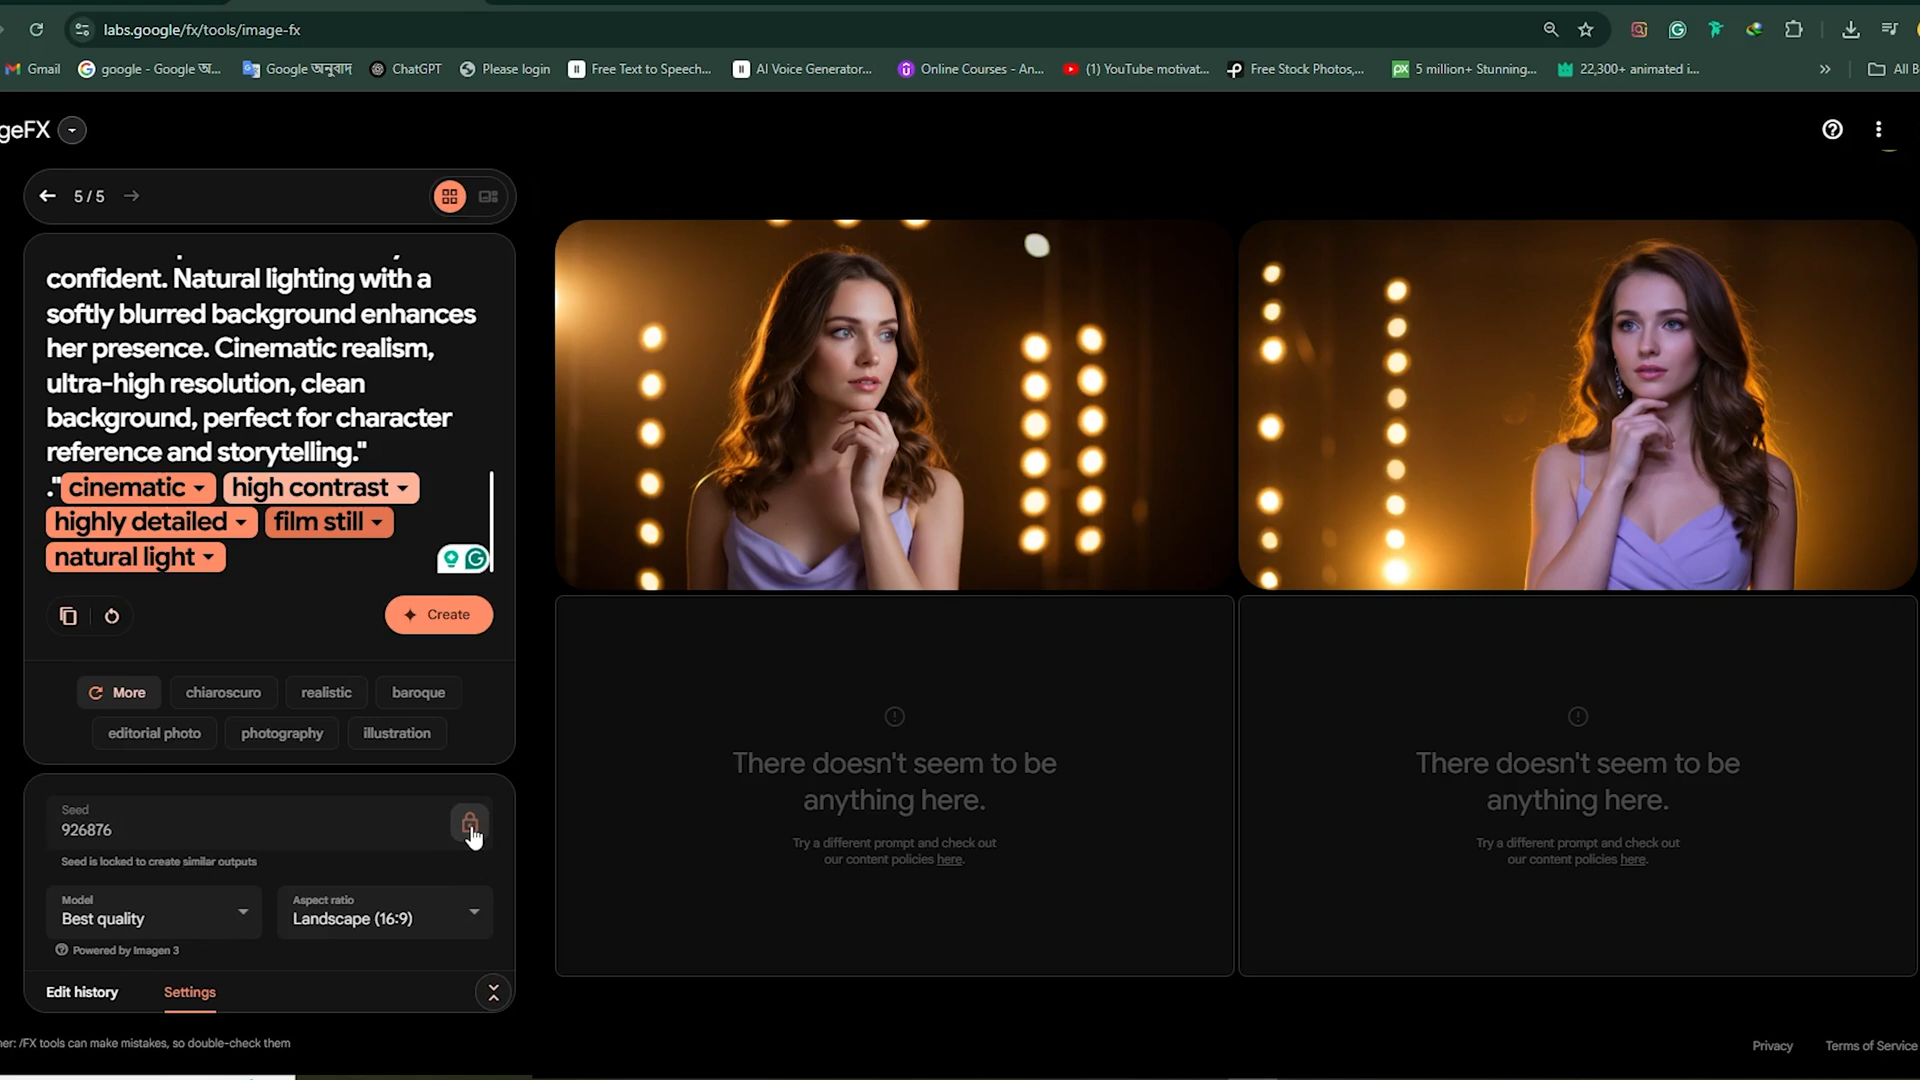 labs.google/fx/tools/image-fx
Gmail
google - Google অ...
Google অনুবাদ
ChatGPT
Please login
Free Text to Speech...
AI Voice Generator...
Online Courses - An...
(1) YouTube motivat...
Free Stock Photos,...
5 million+ Stunning...
22,300+ animated i...
All B
geFX
5 / 5
confident. Natural lighting with a
softly blurred background enhances
her presence. Cinematic realism,
ultra-high resolution, clean
background, perfect for character
reference and storytelling."
." cinematic high contrast
highly detailed film still
natural light
Create
More chiaroscuro realistic baroque
editorial photo photography illustration
Seed
926876
Seed is locked to create similar outputs
Model
Best quality
Aspect ratio
Landscape (16:9)
Powered by Imagen 3
Edit history Settings
There doesn't seem to be
anything here.
Try a different prompt and check out
our content policies here.
There doesn't seem to be
anything here.
Try a different prompt and check out
our content policies here.
ner: /FX tools can make mistakes, so double-check them
Privacy Terms of Service